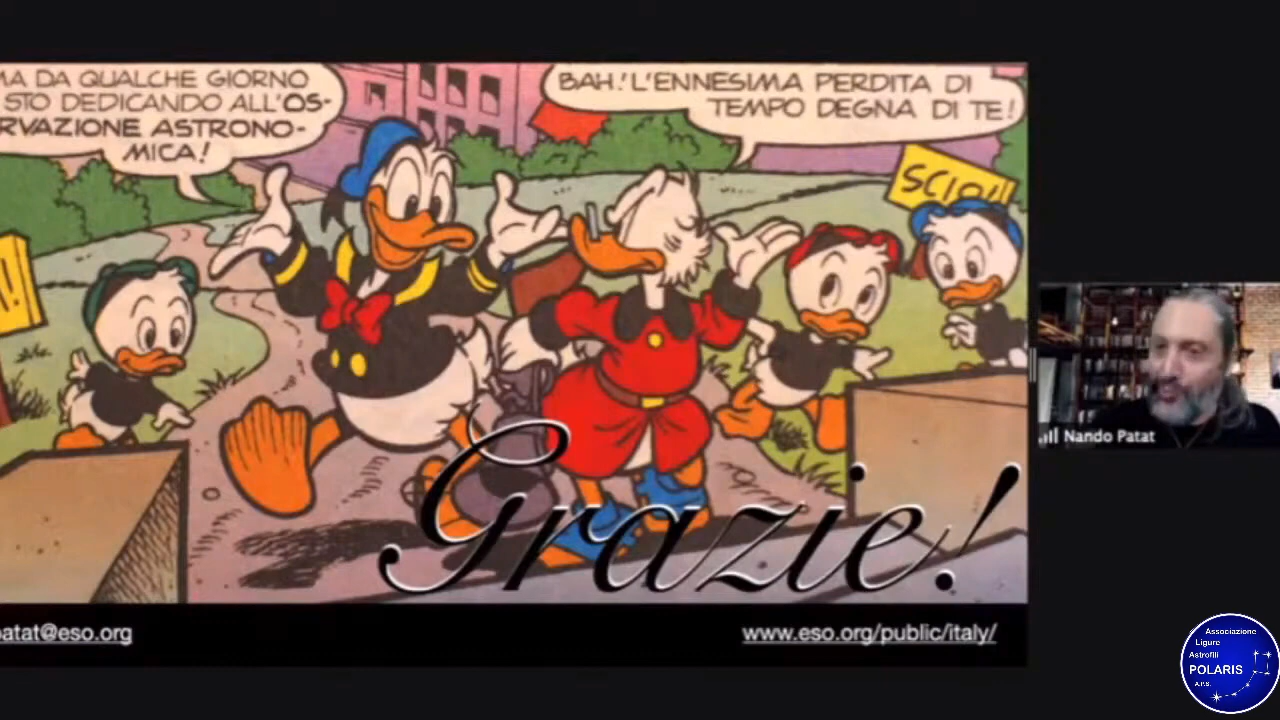 MA DA QUALCHE GIORNO
STO DEDICANDO ALL'OS-
RVAZIONE ASTRONO-
MICA!
BAH! L'ENNESIMA PERDITA DI
TEMPO DEGNA DI TE!
Grazie!
patat@eso.org
www.eso.org/public/italy/
Nando Patat
Associazione
Ligure
Astrofili
POLARIS
A.P.S.